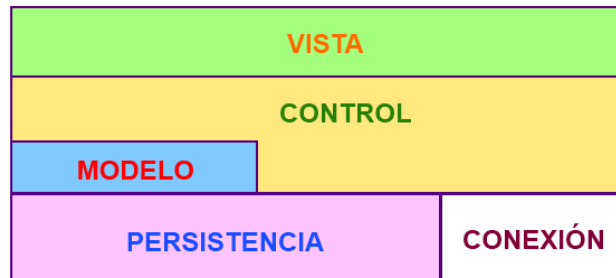 VISTA
CONTROL
MODELO
PERSISTENCIA
CONEXIÓN